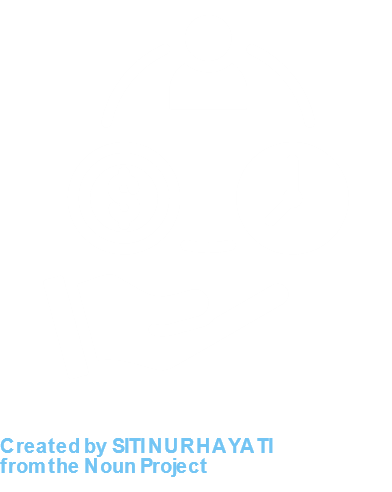 Created by SITI NURHAYATI
from the Noun Project